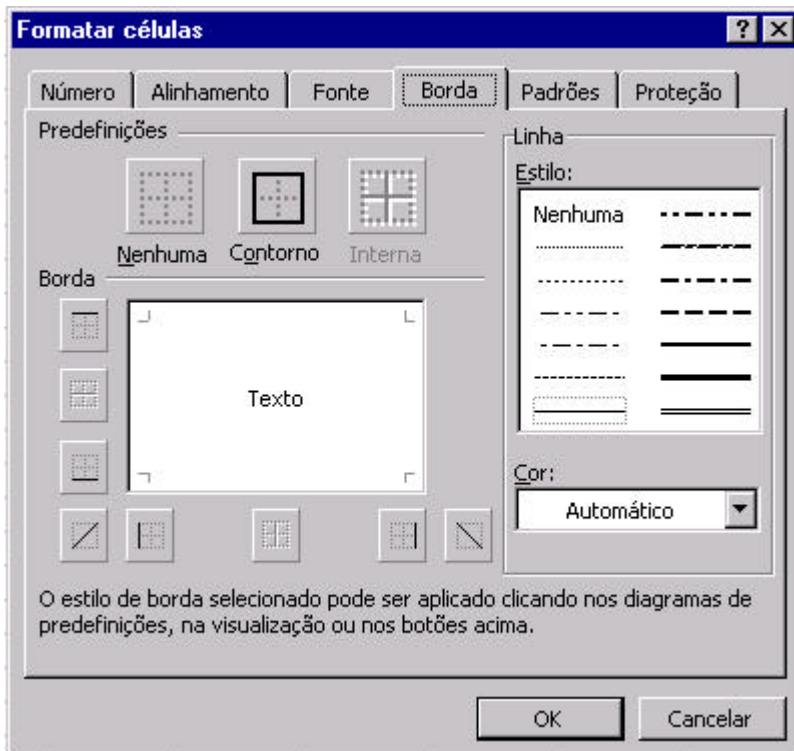 Formatar células
Número Alinhamento Fonte Borda Padrões Proteção
Predefinições
Nenhuma Contorno Interna
Borda
Texto
Linha
Estilo:
Nenhuma
Cor:
Automático
O estilo de borda selecionado pode ser aplicado clicando nos diagramas de
predefinições, na visualização ou nos botões acima.
OK Cancelar